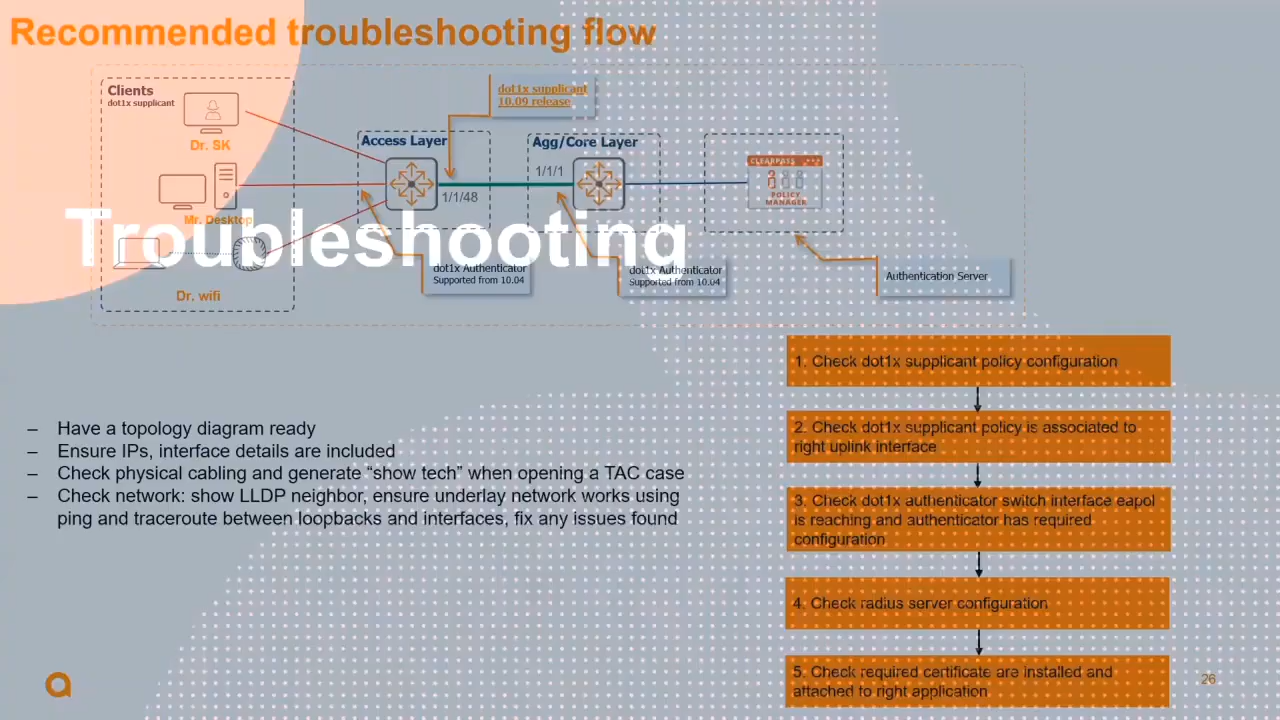 Recommended troubleshooting flow
Clients
dot1x supplicant
Dr. SK
Mr. Desktop
Dr. wifi
dot1x supplicant
10.09 release
Access Layer
1/1/48
Agg/Core Layer
1/1/1
CLEARPASS
POLICY
MANAGER
Troubleshooting
dot1x Authenticator
Supported from 10.04
dot1x Authenticator
Supported from 10.04
Authentication Server
– Have a topology diagram ready
– Ensure IPs, interface details are included
– Check physical cabling and generate “show tech” when opening a TAC case
– Check network: show LLDP neighbor, ensure underlay network works using
ping and traceroute between loopbacks and interfaces, fix any issues found
1. Check dot1x supplicant policy configuration
2. Check dot1x supplicant policy is associated to
right uplink interface
3. Check dot1x authenticator switch interface eapol
is reaching and authenticator has required
configuration
4. Check radius server configuration
5. Check required certificate are installed and
attached to right application
26